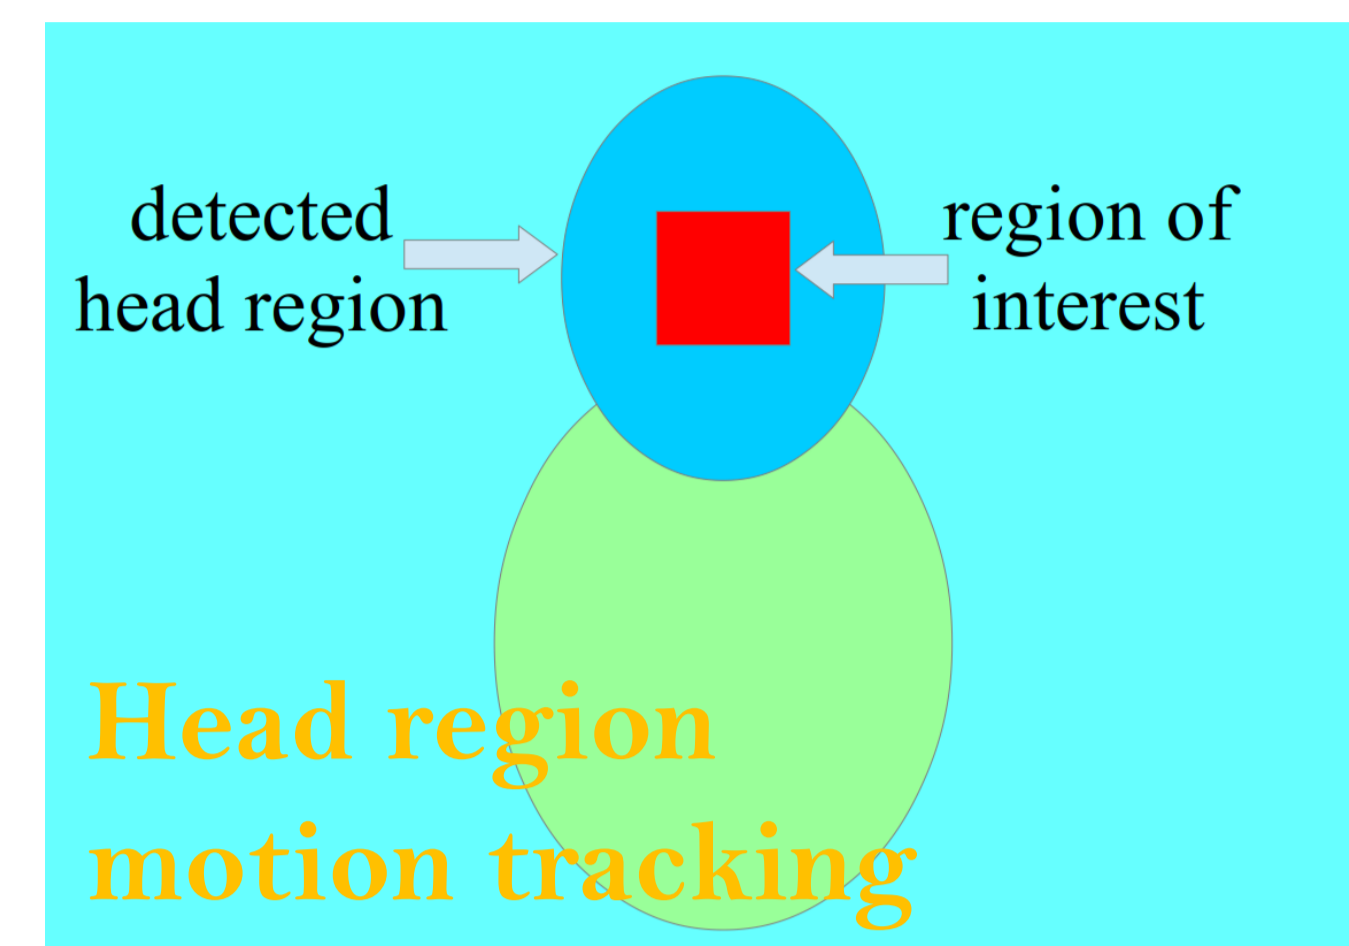 detected
head region
region of
interest
Head region
motion tracking